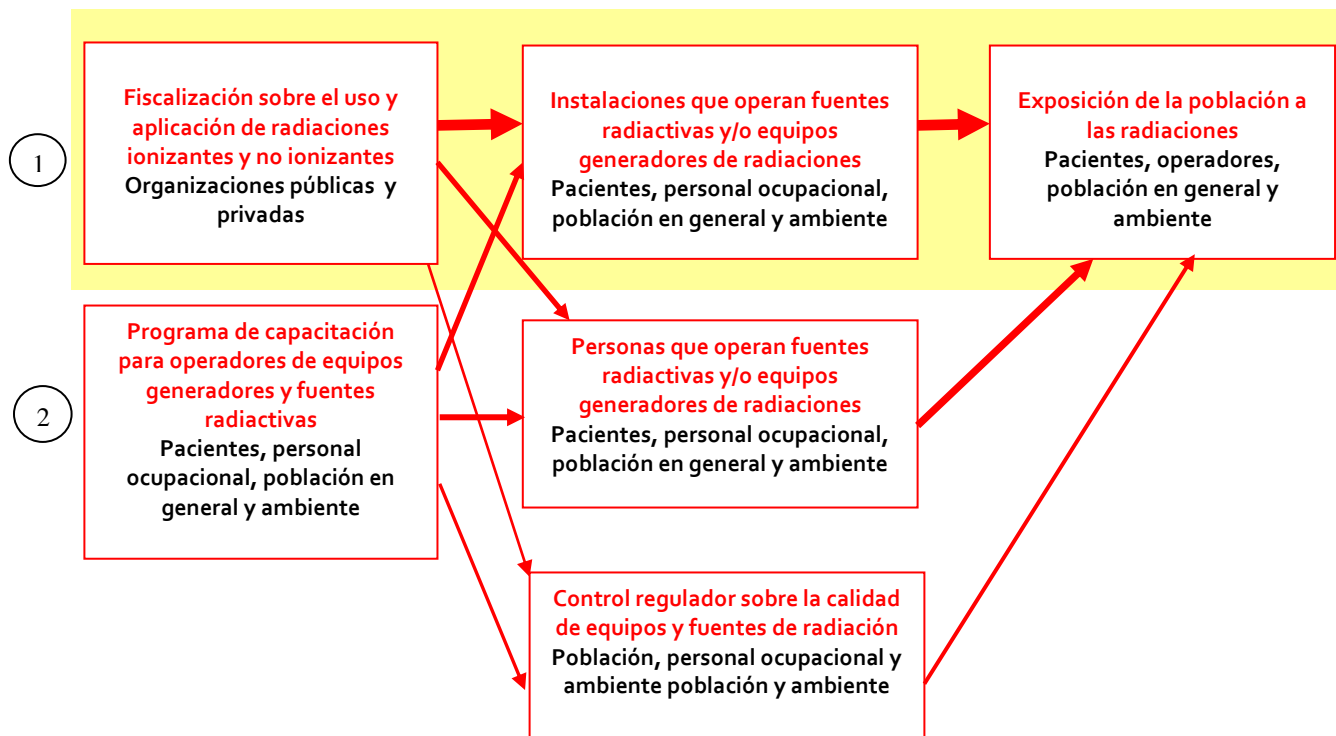 1
Fiscalización sobre el uso y
aplicación de radiaciones
ionizantes y no ionizantes
Organizaciones públicas y
privadas
Instalaciones que operan fuentes
radiactivas y/o equipos
generadores de radiaciones
Pacientes, personal ocupacional,
población en general y ambiente
Exposición de la población a
las radiaciones
Pacientes, operadores,
población en general y
ambiente
2
Programa de capacitación
para operadores de equipos
generadores y fuentes
radiactivas
Pacientes, personal
ocupacional, población en
general y ambiente
Personas que operan fuentes
radiactivas y/o equipos
generadores de radiaciones
Pacientes, personal ocupacional,
población en general y ambiente
Control regulador sobre la calidad
de equipos y fuentes de radiación
Población, personal ocupacional y
ambiente población y ambiente